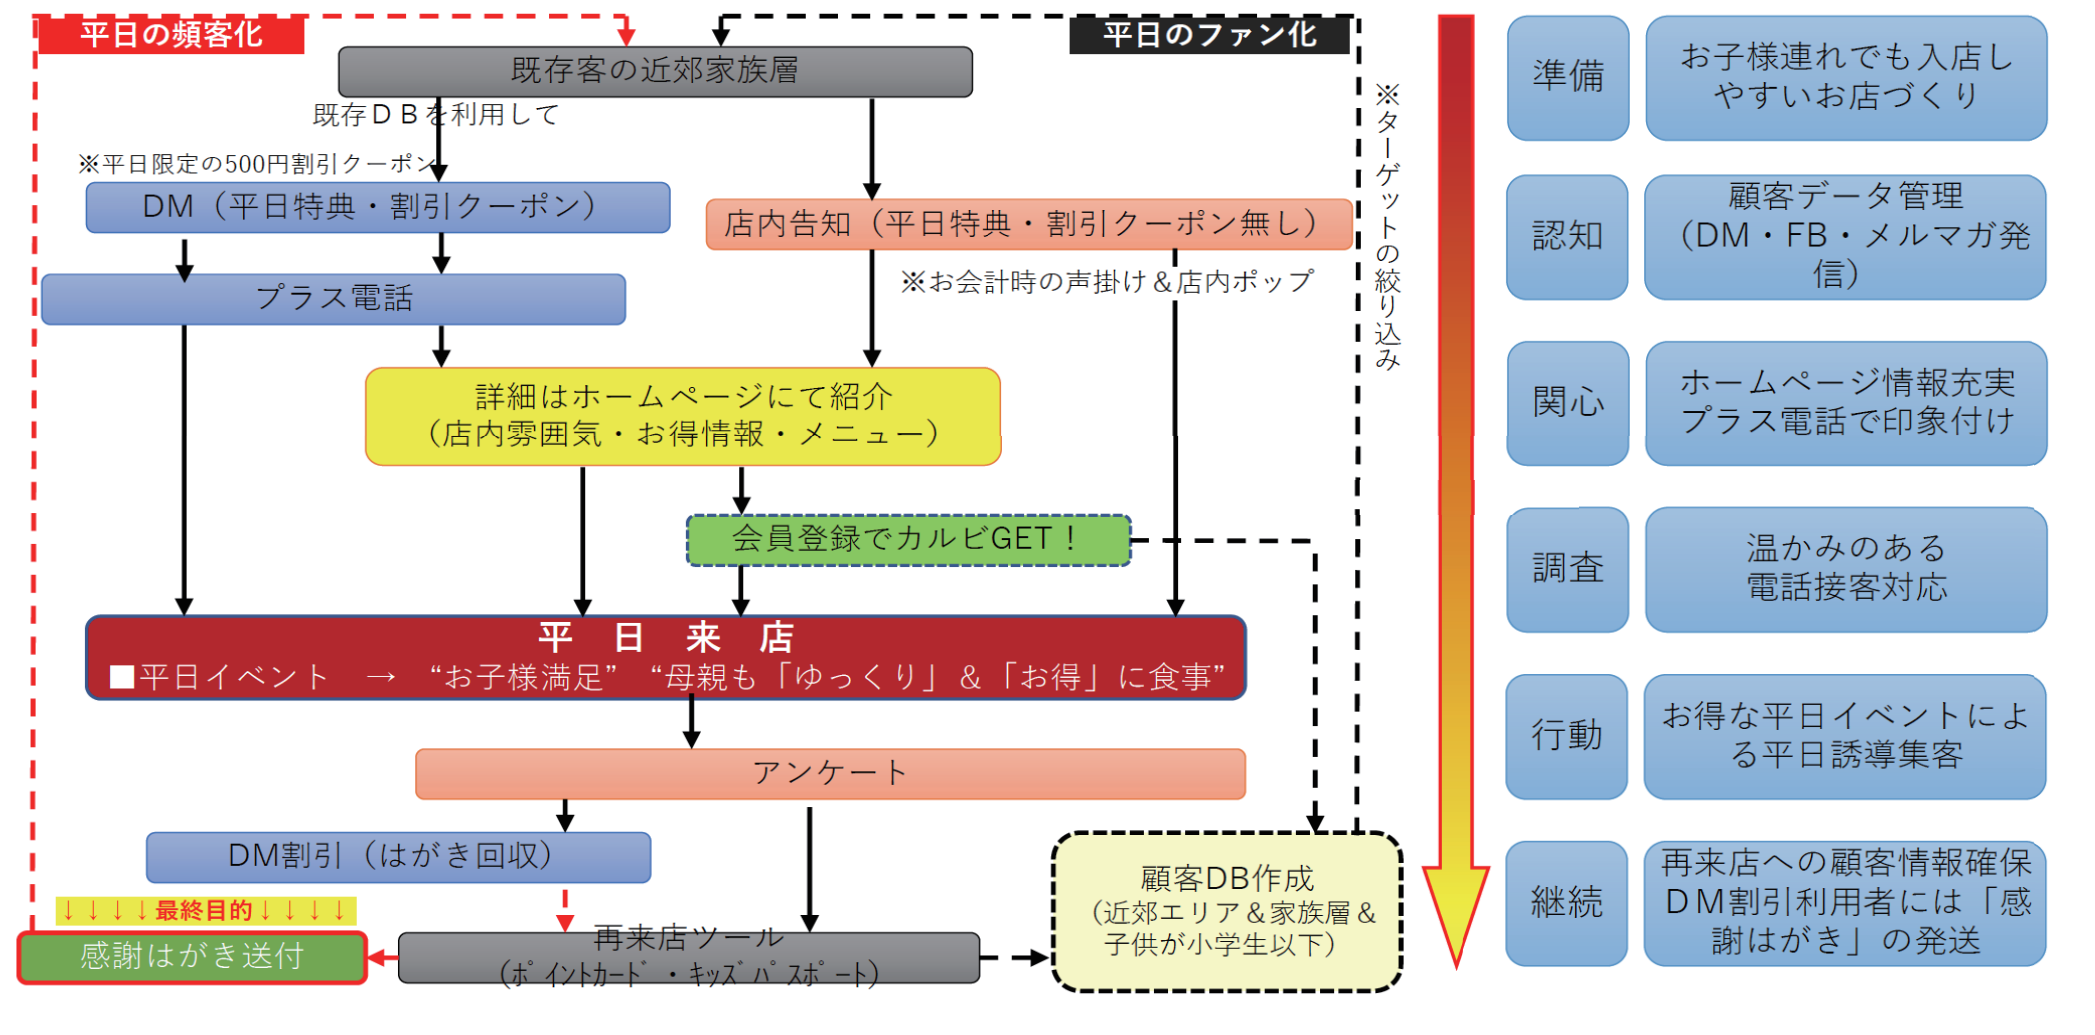 平日の頻客化
平日のファン化
既存客の近郊家族層
既存ＤＢを利用して
※平日限定の500円割引クーポン
DM（平日特典・割引クーポン）
店内告知（平日特典・割引クーポン無し）
※お会計時の声掛け＆店内ポップ
※ターゲットの絞り込み
プラス電話
詳細はホームページにて紹介
（店内雰囲気・お得情報・メニュー）
会員登録でカルビGET！
平 日 来 店
■平日イベント　→　“お子様満足”　“母親も「ゆっくり」＆「お得」に食事”
アンケート
DM割引（はがき回収）
↓↓↓↓最終目的↓↓↓↓
感謝はがき送付
再来店ツール
（ﾎﾟｲﾝﾄｶｰﾄﾞ・ｷｯｽﾞﾊﾟｽﾎﾟｰﾄ）
顧客DB作成
（近郊エリア＆家族層＆
子供が小学生以下）
準備
お子様連れでも入店し
やすいお店づくり
認知
顧客データ管理
（DM・FB・メルマガ発
信）
関心
ホームページ情報充実
プラス電話で印象付け
調査
温かみのある
電話接客対応
行動
お得な平日イベントによ
る平日誘導集客
継続
再来店への顧客情報確保
ＤＭ割引利用者には「感
謝はがき」の発送